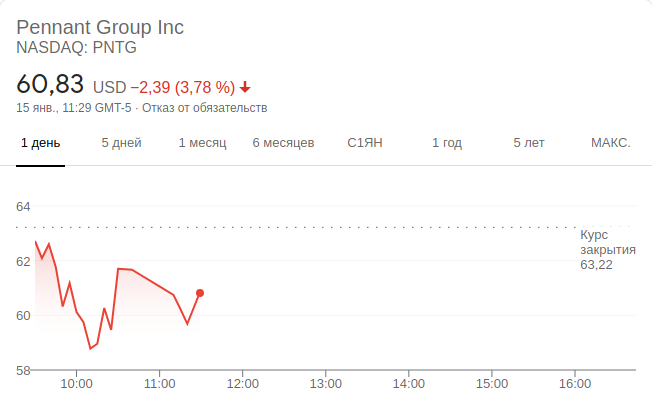 Pennant Group Inc
NASDAQ: PNTG
60,83 USD −2,39 (3,78 %)
15 янв., 11:29 GMT-5 · Отказ от обязательств
1 день 5 дней 1 месяц 6 месяцев С1ЯН 1 год 5 лет МАКС.
64
Курс
закрытия
63,22
62
60
58
10:00 11:00 12:00 13:00 14:00 15:00 16:00